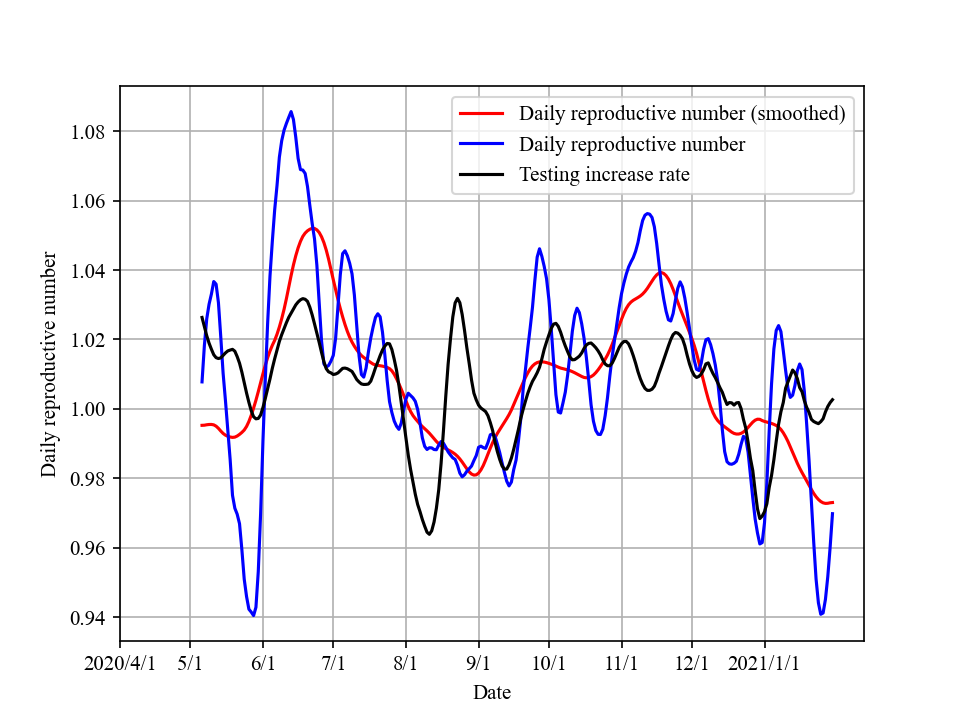 Daily reproductive number (smoothed)
Daily reproductive number
Testing increase rate
Daily reproductive number
1.08
1.06
1.04
1.02
1.00
0.98
0.96
0.94
2020/4/1 5/1 6/1 7/1 8/1 9/1 10/1 11/1 12/1 2021/1/1
Date